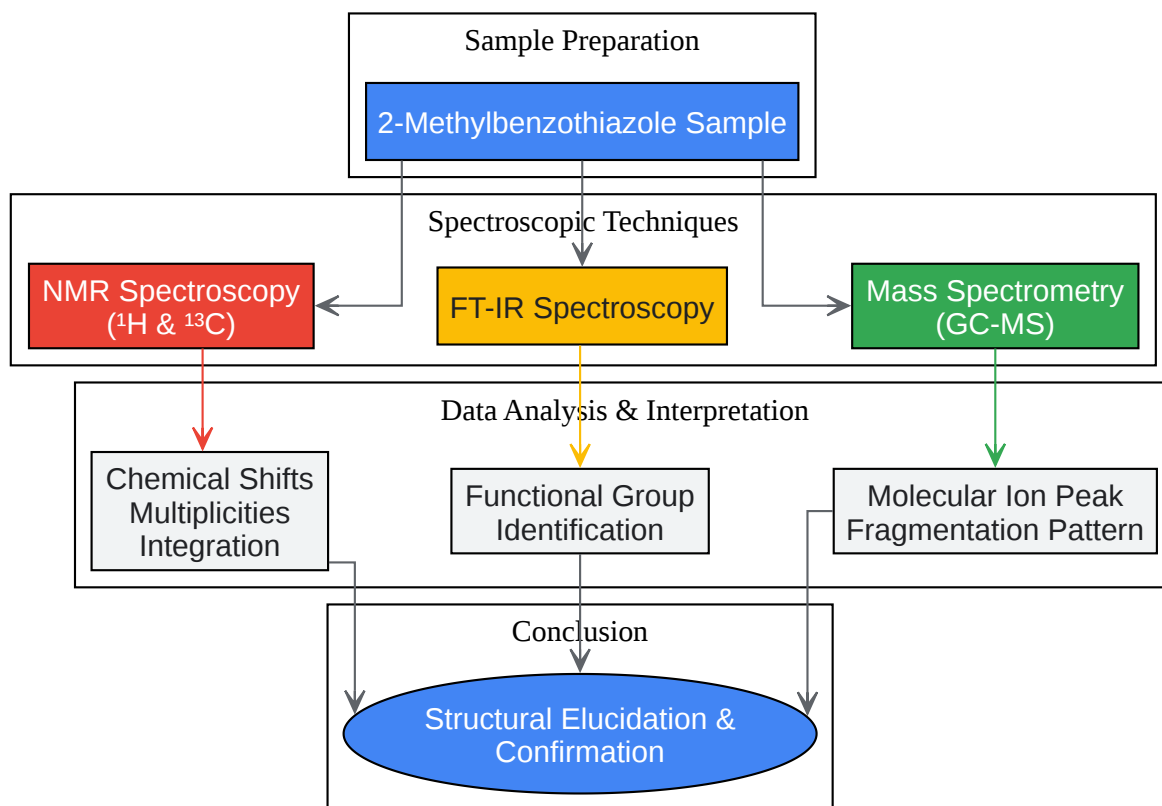 Sample Preparation
2-Methylbenzothiazole Sample
Spectroscopic Techniques
NMR Spectroscopy
(¹H & ¹³C)
FT-IR Spectroscopy
Mass Spectrometry
(GC-MS)
Data Analysis & Interpretation
Chemical Shifts
Multiplicities
Integration
Functional Group
Identification
Molecular Ion Peak
Fragmentation Pattern
Conclusion
Structural Elucidation &
Confirmation